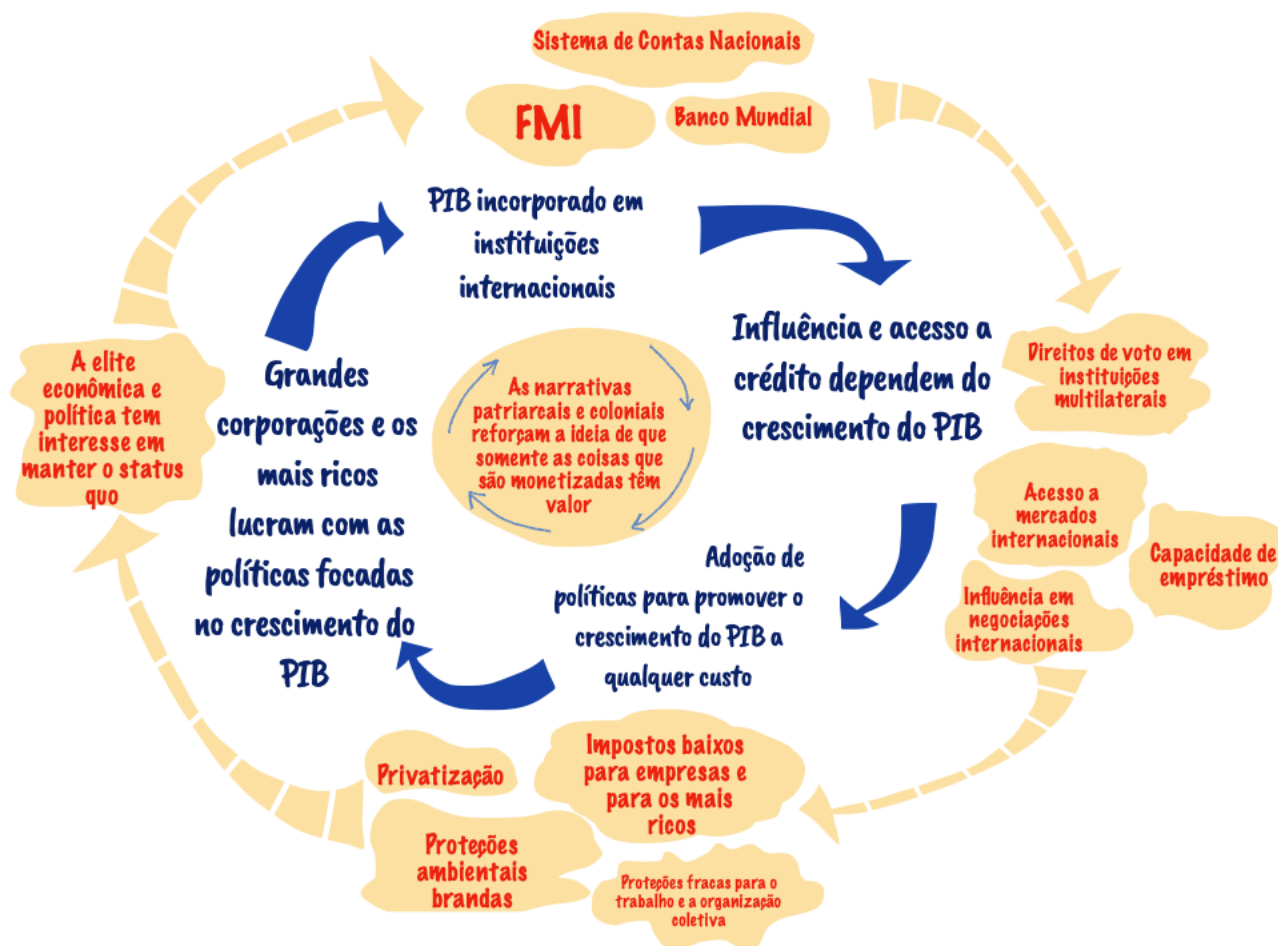 Sistema de Contas Nacionais
FMI
Banco Mundial
PIB incorporado em
instituições
internacionais
Influência e acesso a
crédito dependem do
crescimento do PIB
Direitos de voto em
instituições
multilaterais
Acesso a
mercados
internacionais
Capacidade de
empréstimo
Influência em
negociações
internacionais
Adoção de
políticas para promover o
crescimento do PIB a
qualquer custo
Impostos baixos
para empresas e
para os mais
ricos
Privatização
Proteções
ambientais
brandas
Proteções fracas para o
trabalho e a organização
coletiva
Grandes
corporações e os
mais ricos
lucram com as
políticas focadas
no crescimento do
PIB
A elite
econômica e
política tem
interesse em
manter o status
quo
As narrativas
patriarcais e coloniais
reforçam a ideia de que
somente as coisas que
são monetizadas têm
valor